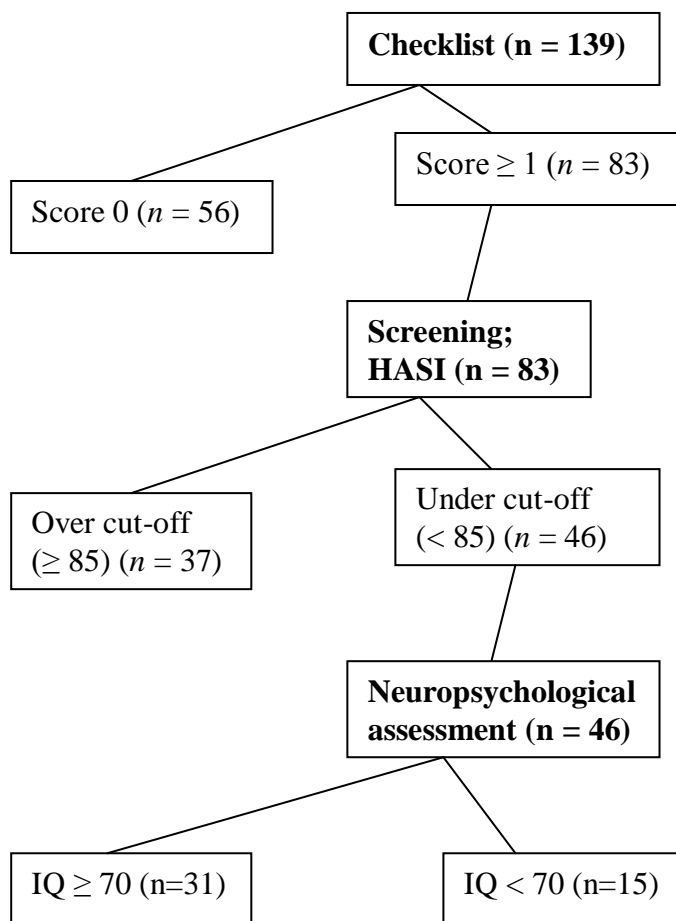 Checklist (n = 139)
Score ≥ 1 (n = 83)
Score 0 (n = 56)
Screening;
HASI (n = 83)
Over cut-off
(≥ 85) (n = 37)
Under cut-off
(< 85) (n = 46)
Neuropsychological
assessment (n = 46)
IQ ≥ 70 (n=31)
IQ < 70 (n=15)